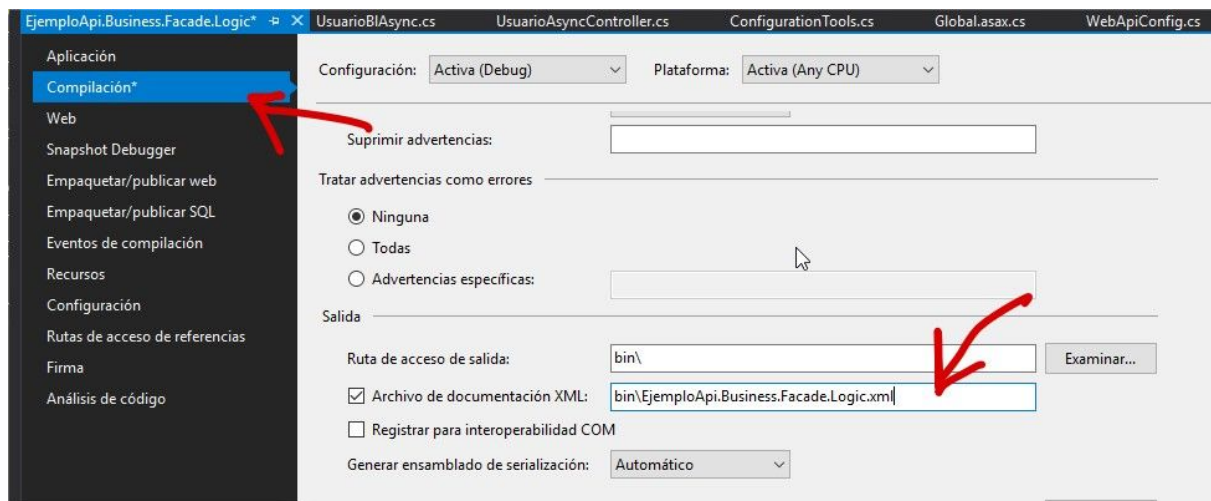 EjemploApi.Business.Facade.Logic* UsuarioBlAsync.cs UsuarioAsyncController.cs ConfigurationTools.cs Global.asax.cs WebApiConfig.cs
Aplicación
Compilación*
Web
Snapshot Debugger
Empaquetar/publicar web
Empaquetar/publicar SQL
Eventos de compilación
Recursos
Configuración
Rutas de acceso de referencias
Firma
Análisis de código
Configuración: Activa (Debug) Plataforma: Activa (Any CPU)
Suprimir advertencias:
Tratar advertencias como errores
Ninguna
Todas
Advertencias específicas:
Salida
Ruta de acceso de salida: bin\ Examinar...
Archivo de documentación XML: bin\EjemploApi.Business.Facade.Logic.xml
Registrar para interoperabilidad COM
Generar ensamblado de serialización: Automático